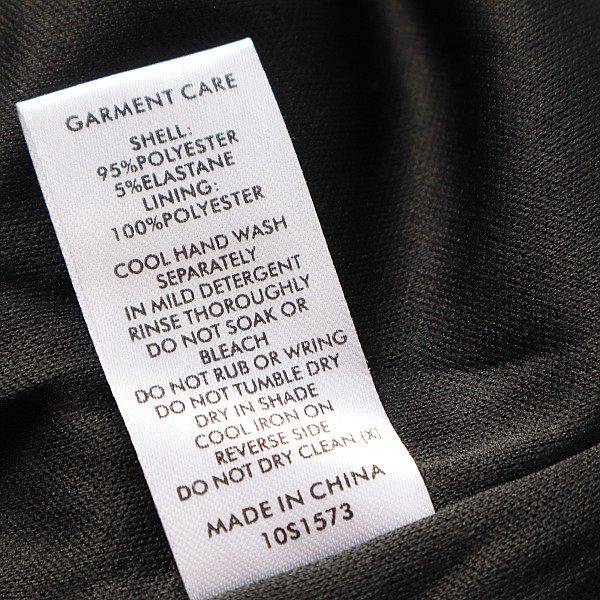 GARMENT CARE
SHELL:
95%POLYESTER
5%ELASTANE
LINING:
100%POLYESTER
COOL HAND WASH
SEPARATELY
IN MILD DETERGENT
RINSE THOROUGHLY
DO NOT SOAK OR
BLEACH
DO NOT RUB OR WRING
DO NOT TUMBLE DRY
DRY IN SHADE
COOL IRON ON
REVERSE SIDE
DO NOT DRY CLEAN (X)
MADE IN CHINA
10S1573